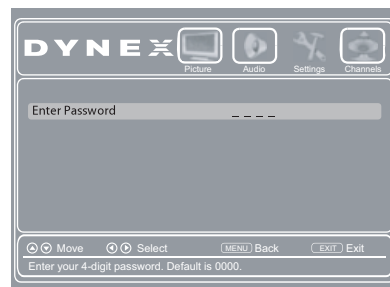 DYNEX
Picture Audio Settings Channels
Enter Password _ _ _ _
Move Select MENU Back EXIT Exit
Enter your 4-digit password. Default is 0000.